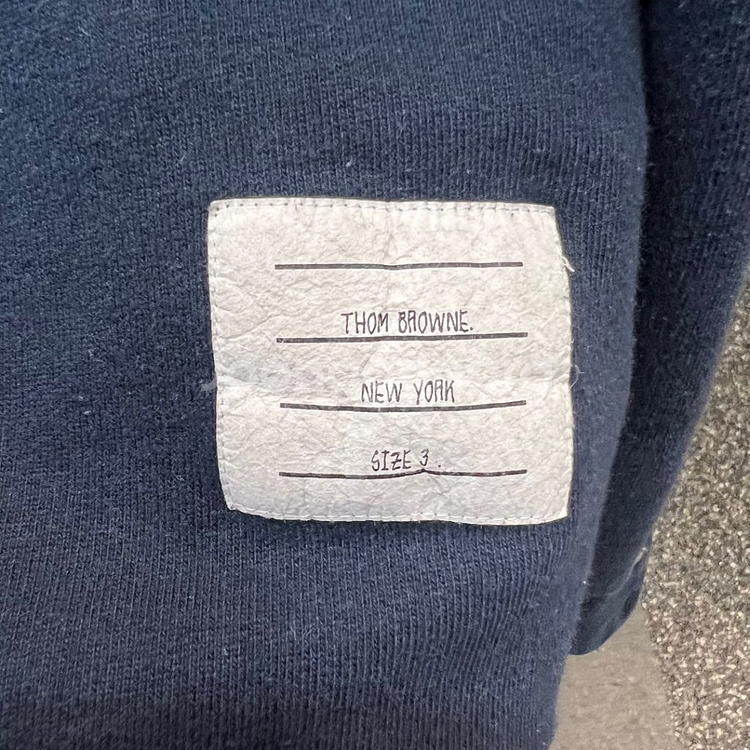 THOM BROWNE.
NEW YORK
SIZE 3.